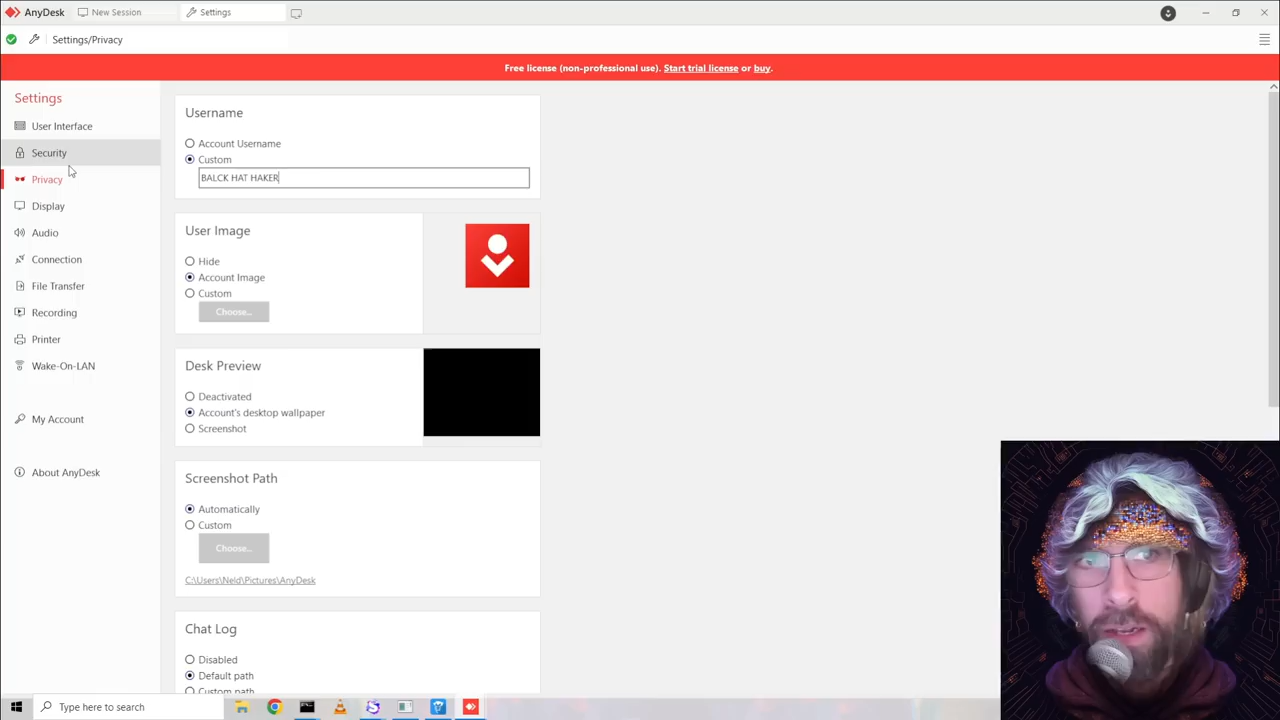 AnyDesk
New Session
Settings
Settings/Privacy
Free license (non-professional use). Start trial license or buy.
Settings
User Interface
Security
Privacy
Display
Audio
Connection
File Transfer
Recording
Printer
Wake-On-LAN
My Account
About AnyDesk
Username
Account Username
Custom
BALCK HAT HAKER
User Image
Hide
Account Image
Custom
Choose...
Desk Preview
Deactivated
Account's desktop wallpaper
Screenshot
Screenshot Path
Automatically
Custom
Choose...
C:\Users\Neid\Pictures\AnyDesk
Chat Log
Disabled
Default path
Custom path
Type here to search